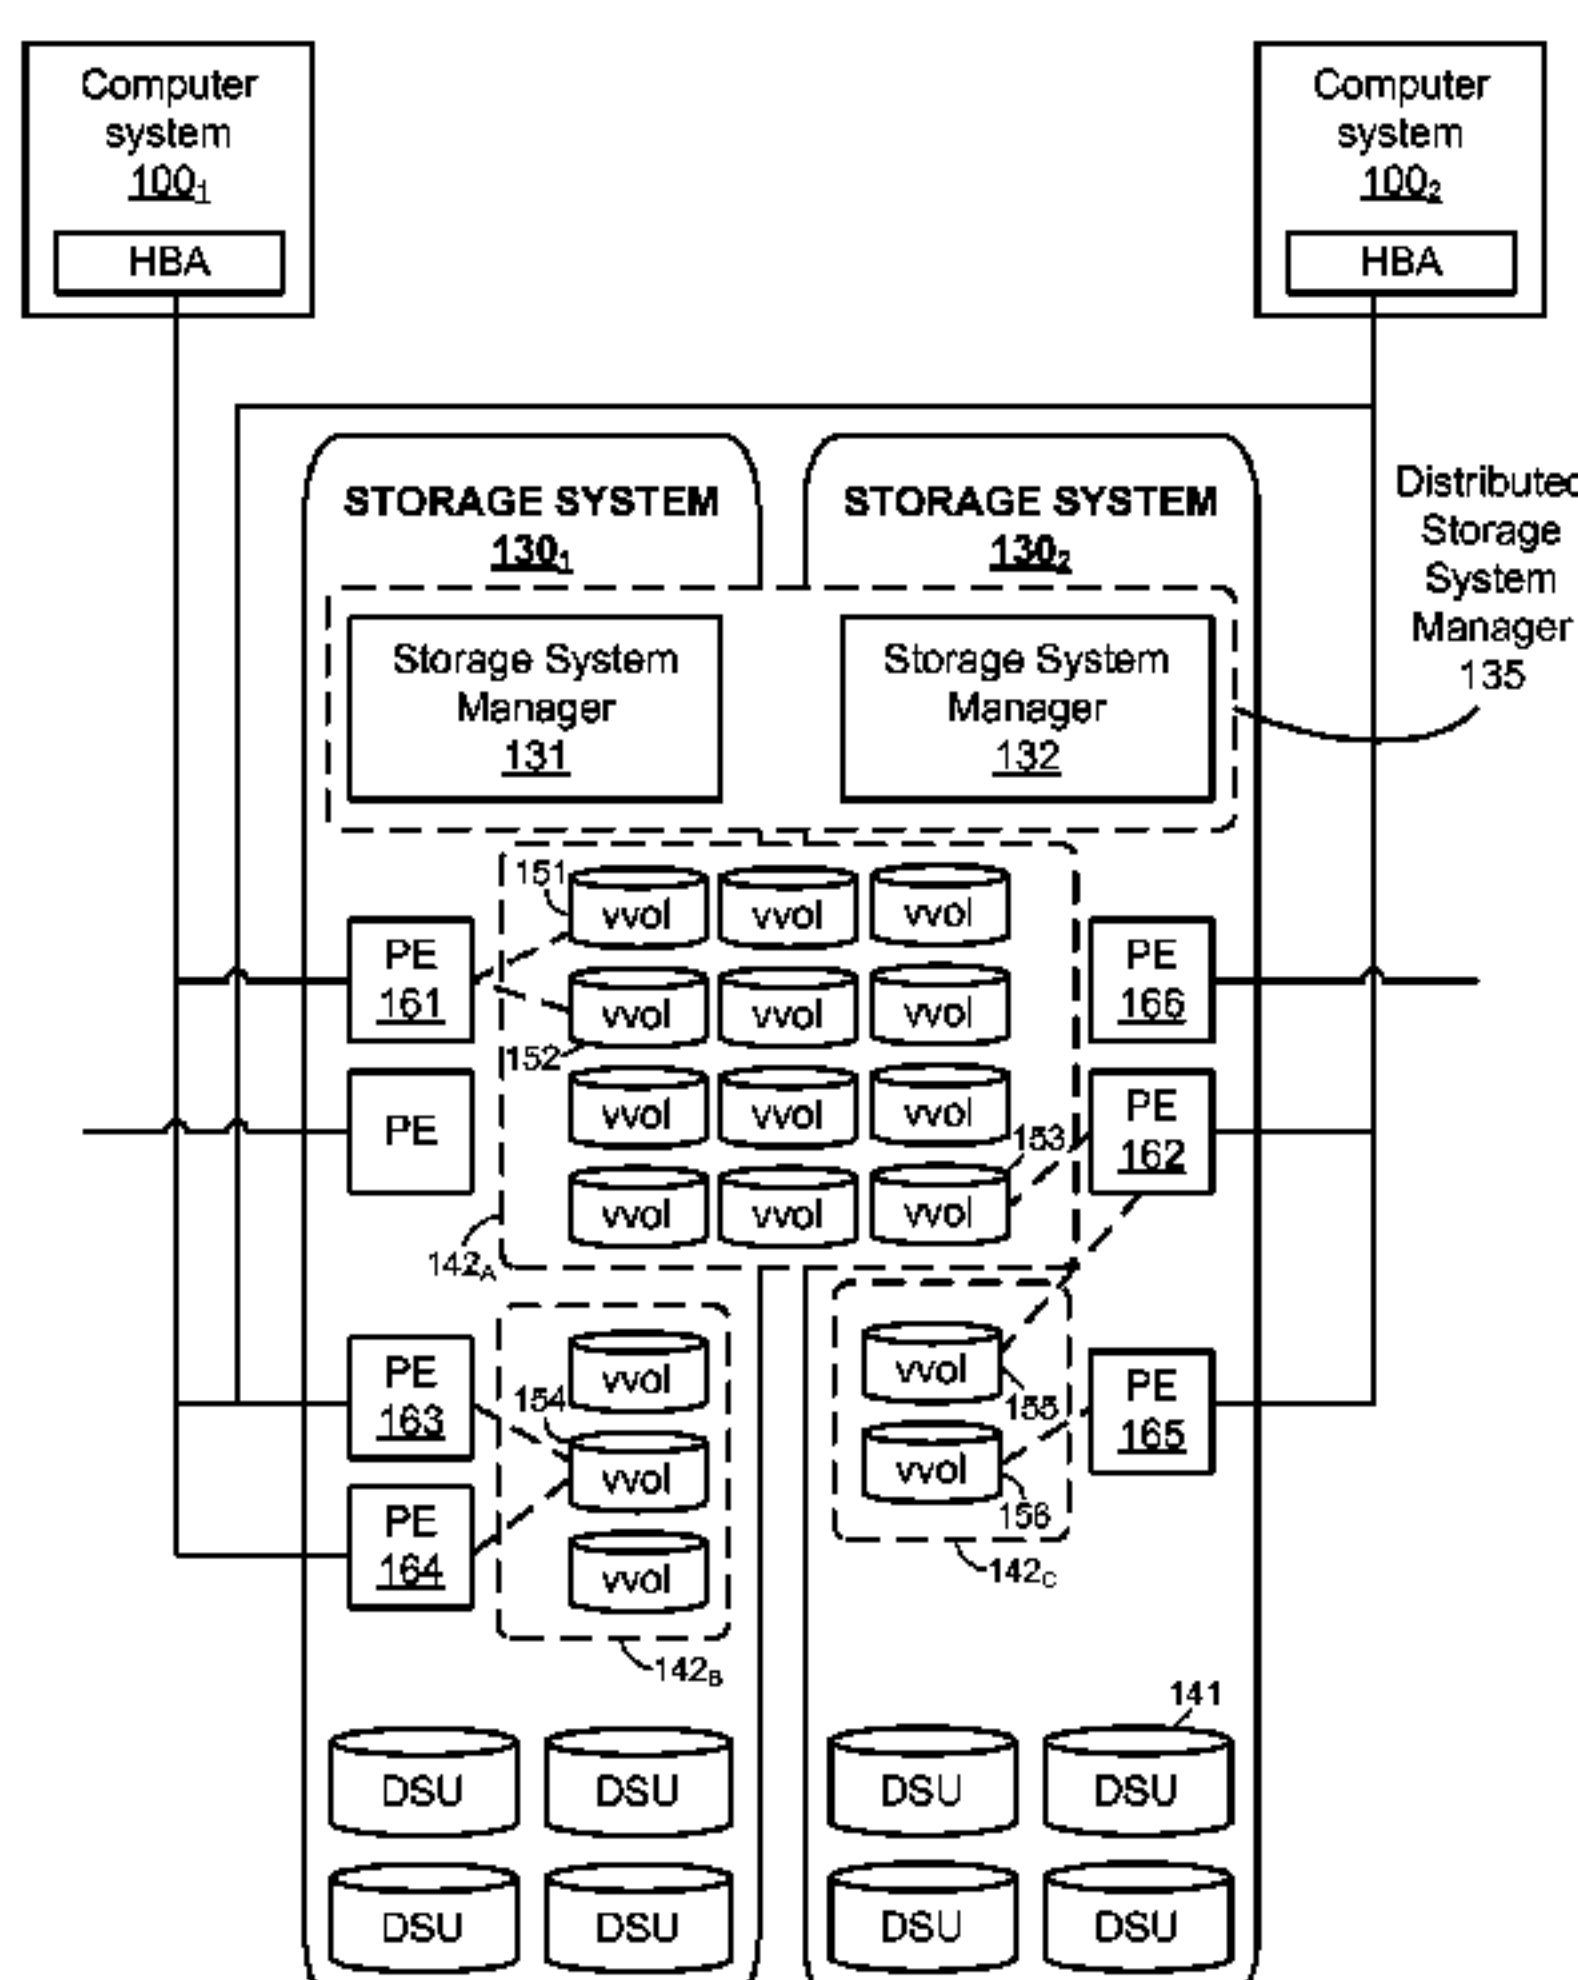 Computer
system
100₁
HBA
Computer
system
100₂
HBA
STORAGE SYSTEM
130₁
STORAGE SYSTEM
130₂
Distributed
Storage
System
Manager
135
Storage System
Manager
131
Storage System
Manager
132
151
vvol vvol vvol
PE
161
PE
166
152
vvol vvol vvol
PE
PE
162
vvol vvol vvol
153
vvol vvol vvol
142A
PE
163
vvol
154
vvol
vvol
PE
164
142B
vvol
155
vvol
156
PE
165
142C
141
DSU DSU DSU DSU
DSU DSU DSU DSU